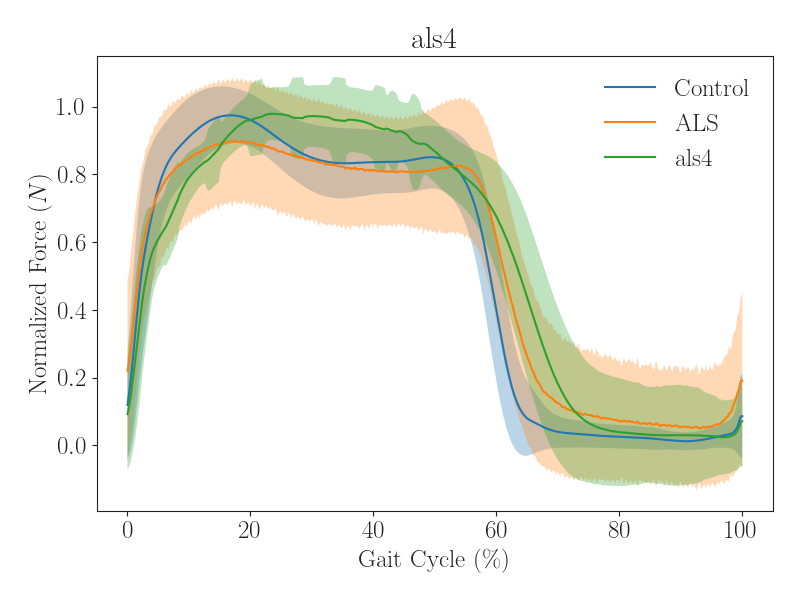 als4
Control
ALS
als4
Normalized Force (N)
1.0
0.8
0.6
0.4
0.2
0.0
0 20 40 60 80 100
Gait Cycle (%)